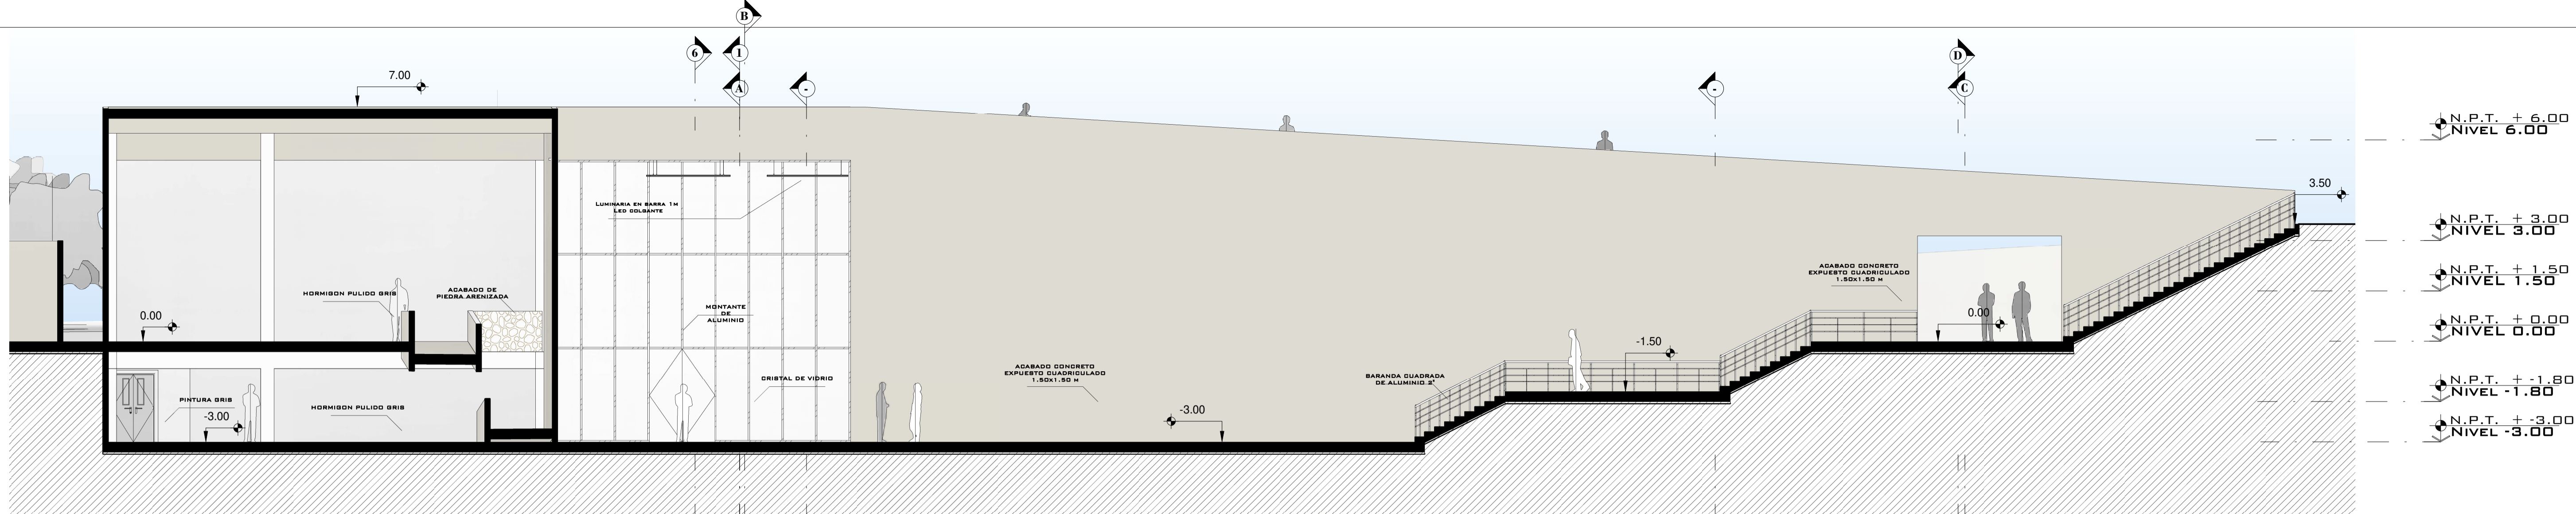 B
6
1
D
A
-
-
C
7.00
N.P.T. + 6.00
NIVEL 6.00
3.50
LUMINARIA EN BARRA 1M
LED COLGANTE
N.P.T. + 3.00
NIVEL 3.00
ACABADO CONCRETO
EXPUESTO CUADRICULADO
1.50x1.50 M
N.P.T. + 1.50
NIVEL 1.50
HORMIGON PULIDO GRIS
ACABADO DE
PIEDRA ARENIZADA
MONTANTE
DE
ALUMINIO
0.00
0.00
N.P.T. + 0.00
NIVEL 0.00
-1.50
ACABADO CONCRETO
EXPUESTO CUADRICULADO
1.50x1.50 M
CRISTAL DE VIDRIO
BARANDA CUADRADA
DE ALUMINIO 2"
N.P.T. + -1.80
NIVEL -1.80
PINTURA GRIS
-3.00
HORMIGON PULIDO GRIS
-3.00
N.P.T. + -3.00
NIVEL -3.00